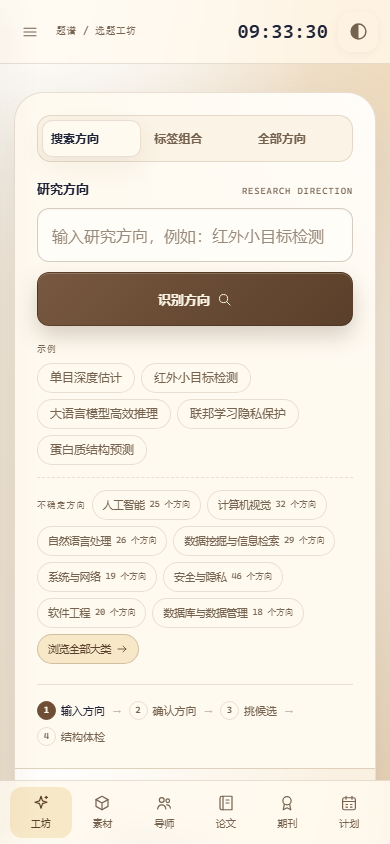 题谱 / 选题工坊 09:33:30
搜索方向 标签组合 全部方向
研究方向 RESEARCH DIRECTION
输入研究方向，例如：红外小目标检测
识别方向
示例
单目深度估计 红外小目标检测
大语言模型高效推理 联邦学习隐私保护
蛋白质结构预测
不确定方向 人工智能 25 个方向 计算机视觉 32 个方向
自然语言处理 26 个方向 数据挖掘与信息检索 29 个方向
系统与网络 19 个方向 安全与隐私 46 个方向
软件工程 20 个方向 数据库与数据管理 18 个方向
浏览全部大类 →
1 输入方向 → 2 确认方向 → 3 挑候选 →
4 结构体检
工坊 素材 导师 论文 期刊 计划